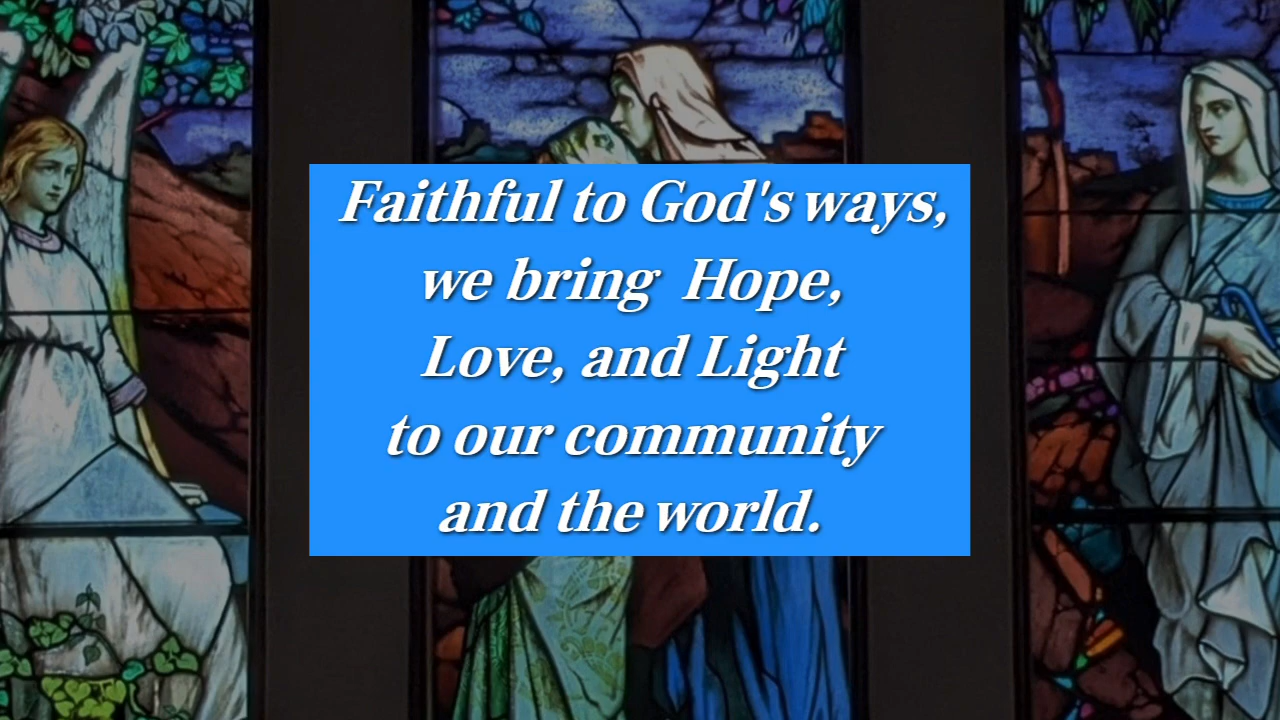 Faithful to God's ways,
we bring  Hope,
Love, and Light
to our community
and the world.